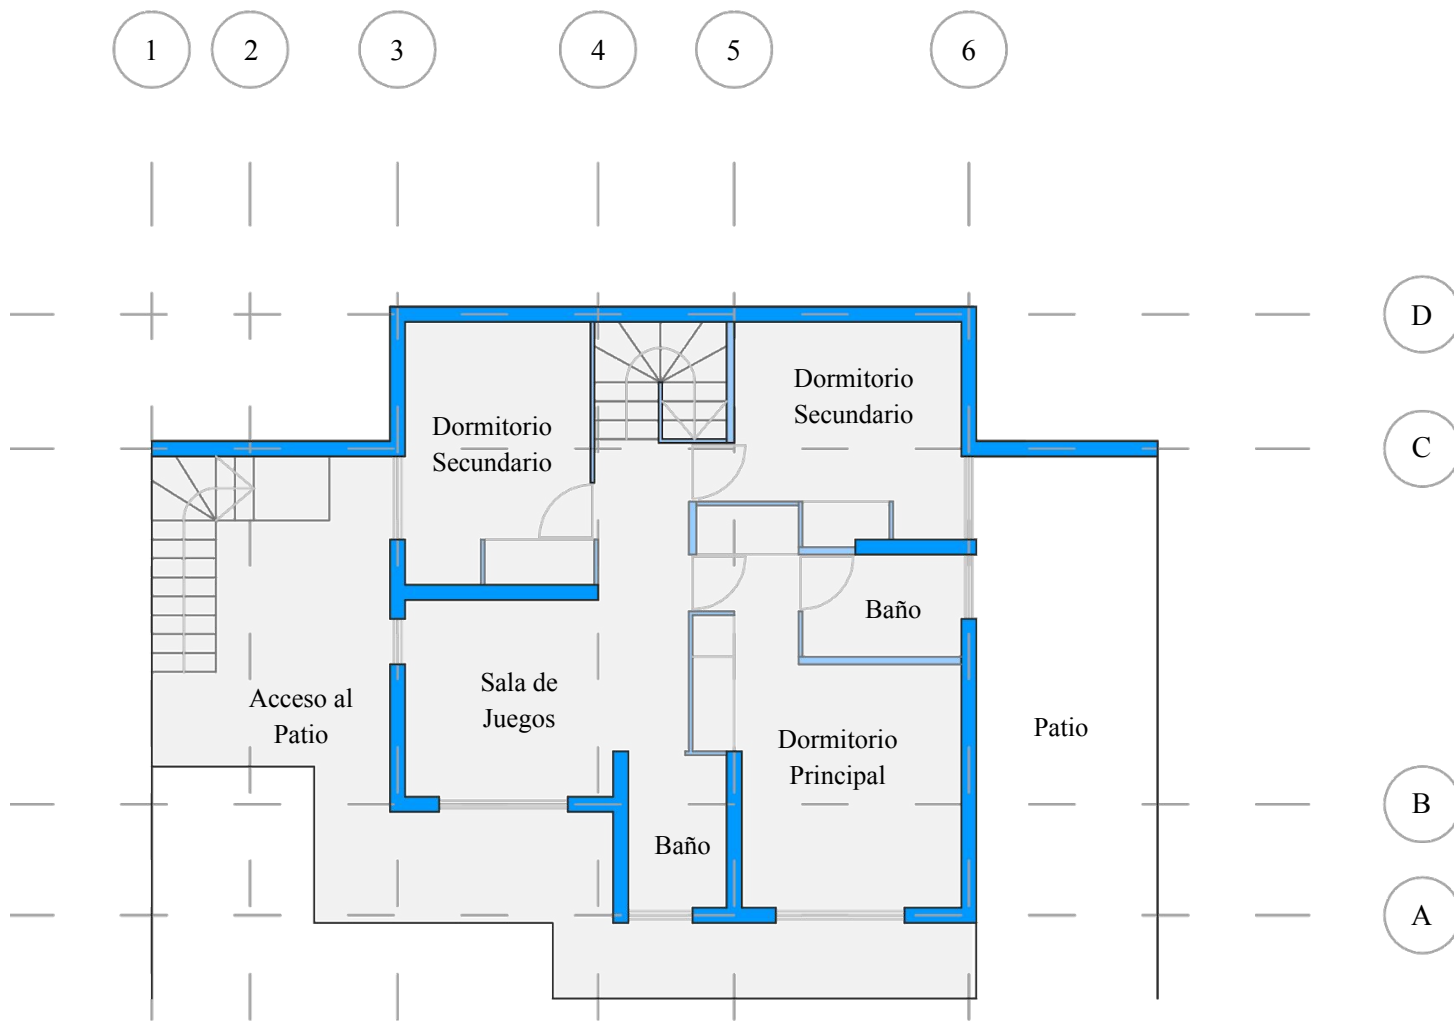 1
2
3
4
5
6
D
Dormitorio
Secundario
Dormitorio
Secundario
C
Baño
Sala de
Juegos
Acceso al
Patio
Patio
Dormitorio
Principal
B
Baño
A